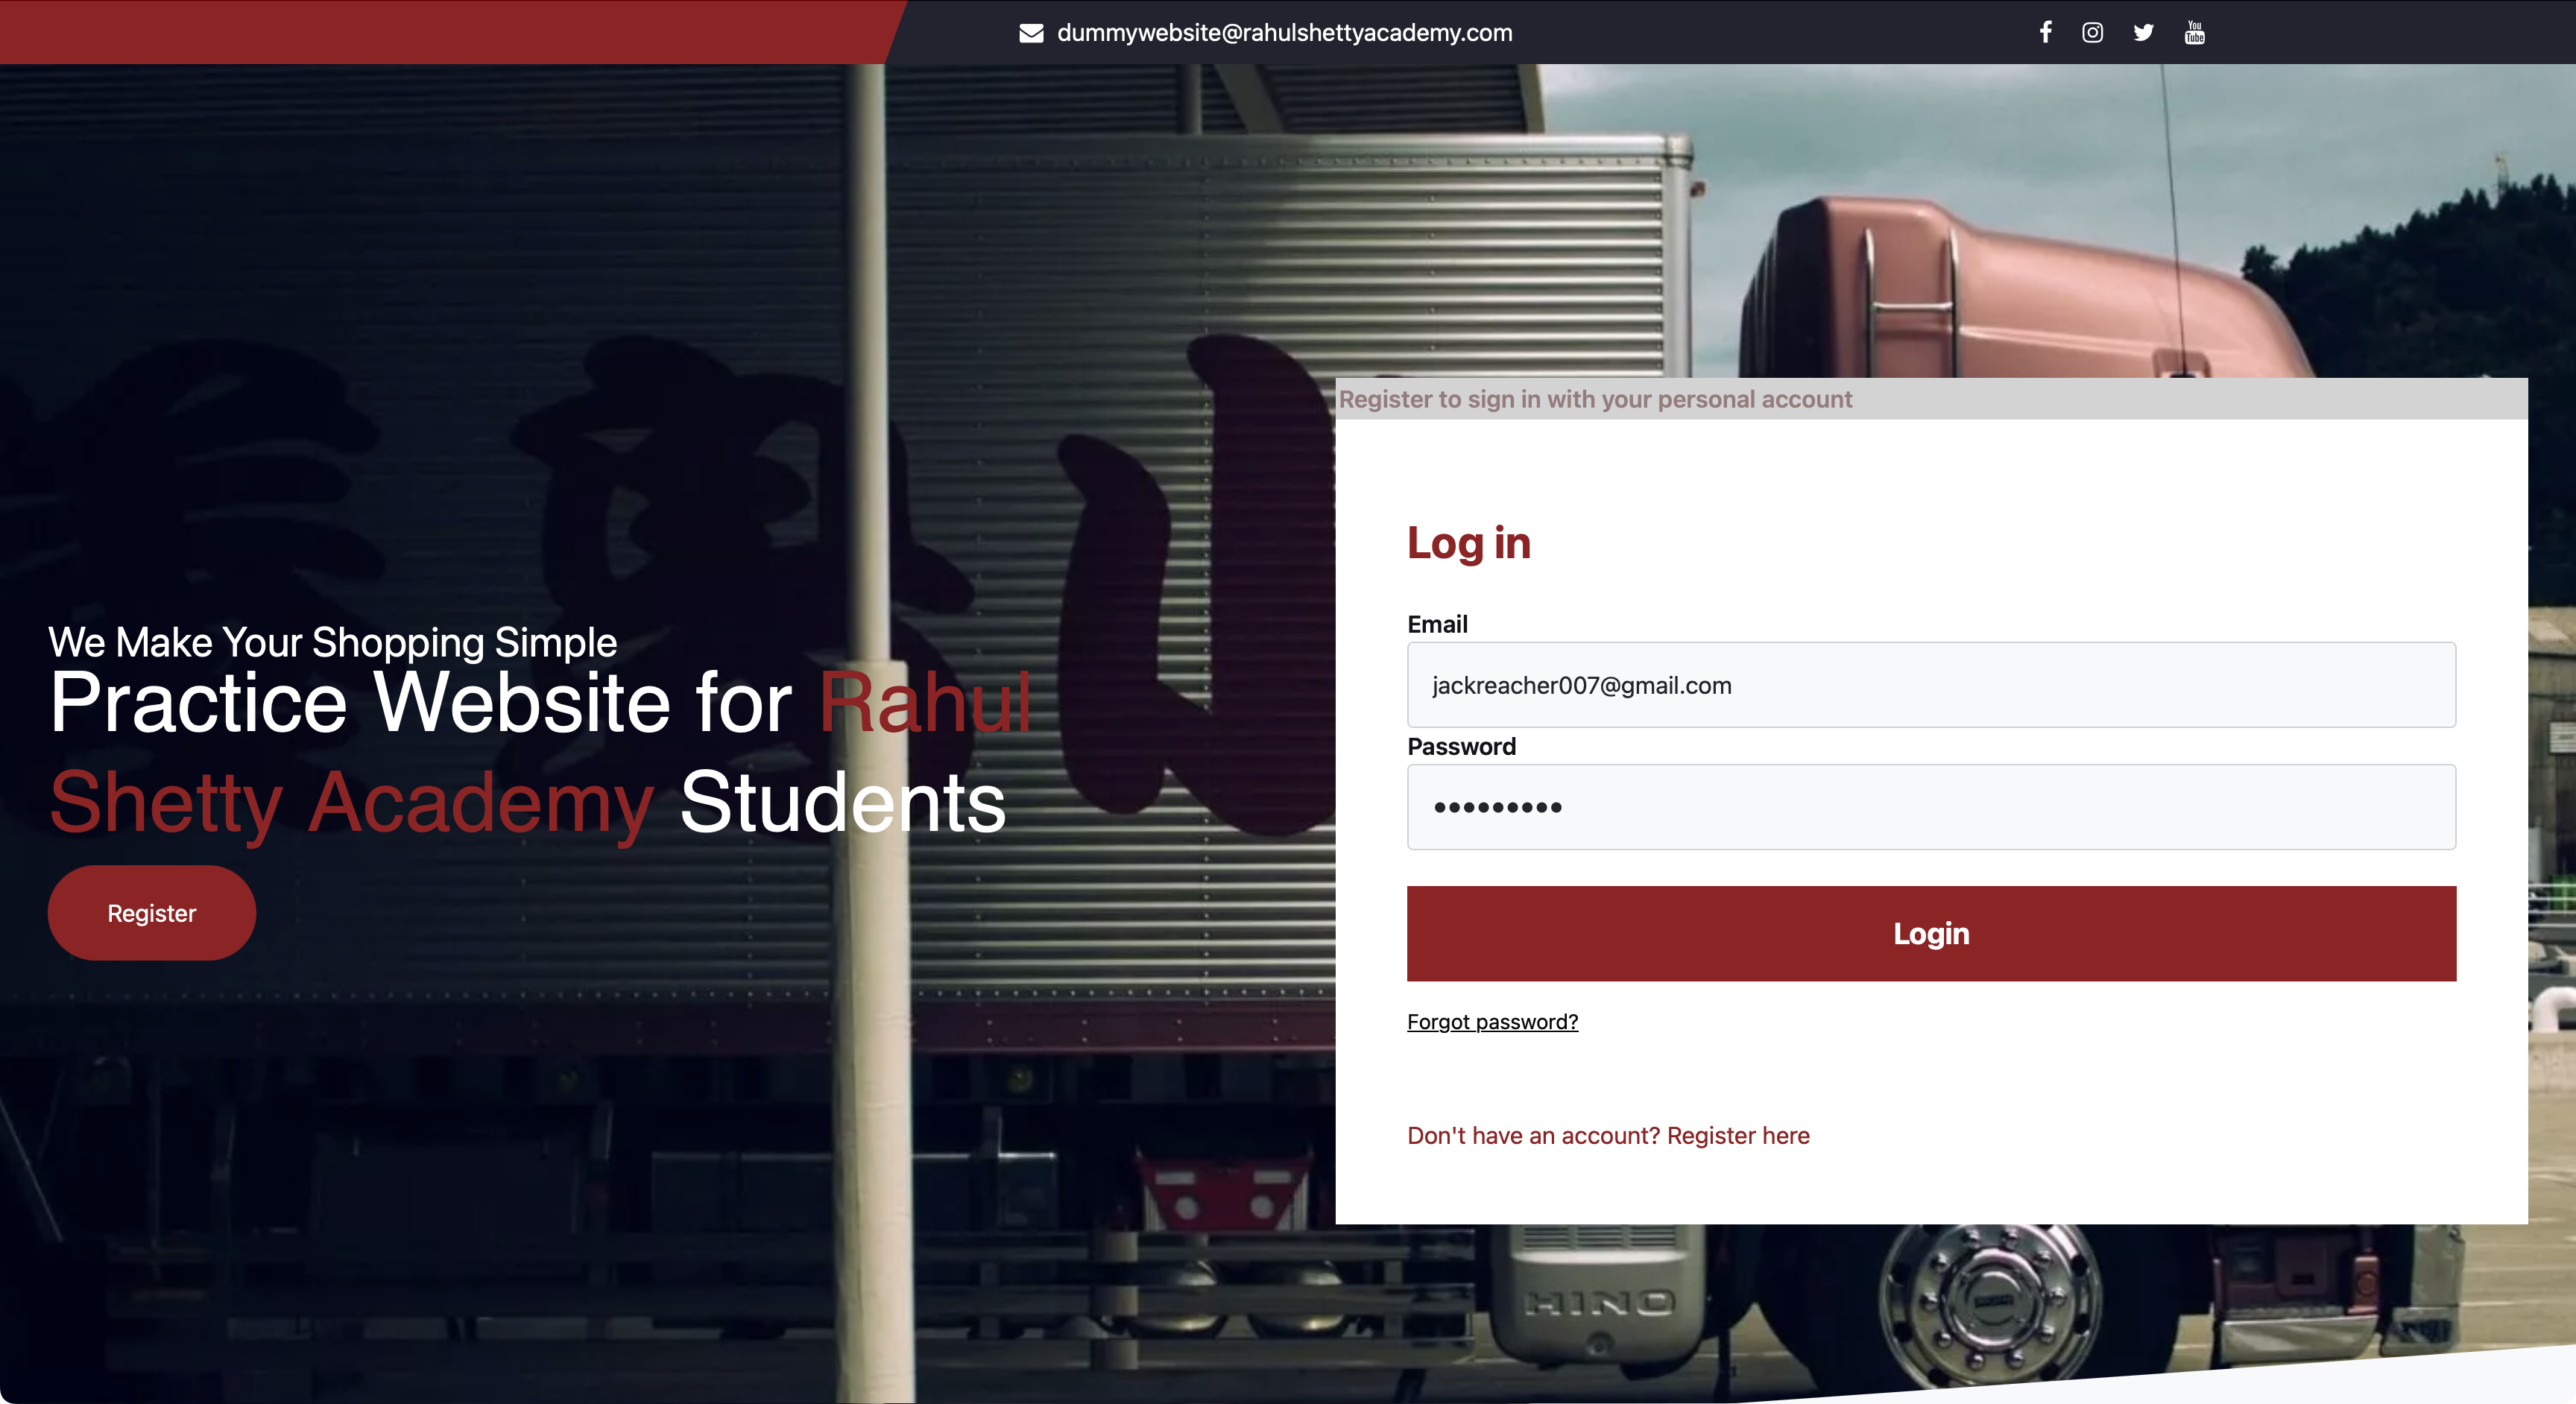 dummywebsite@rahulshettyacademy.com
You
Tube
Register to sign in with your personal account
We Make Your Shopping Simple
Practice Website for Rahul
Shetty Academy Students
Register
Log in
Email
jackreacher007@gmail.com
Password
•••••••••
Login
Forgot password?
Don't have an account? Register here
HINO